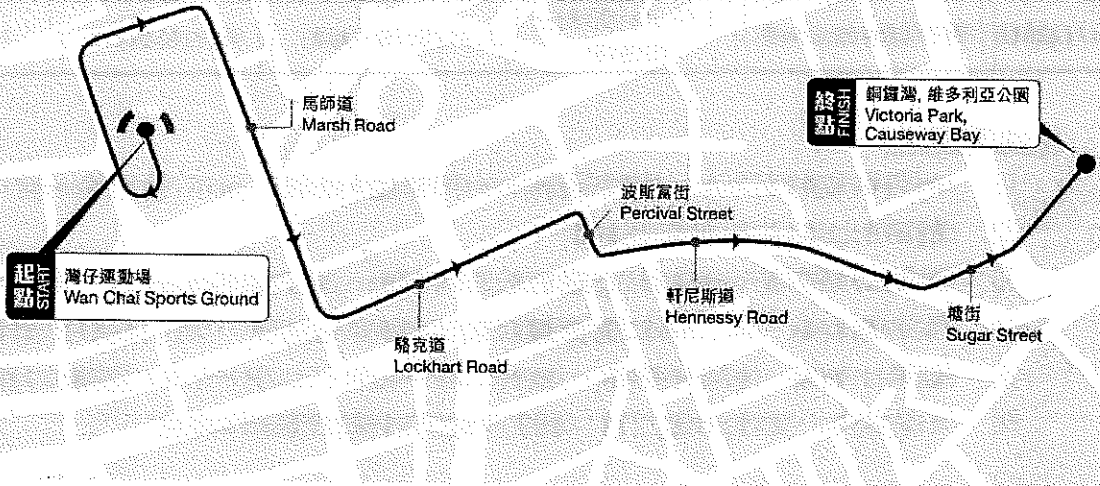 起點
START
灣仔運動場
Wan Chai Sports Ground
馬師道
Marsh Road
駱克道
Lockhart Road
波斯富街
Percival Street
軒尼斯道
Hennessy Road
糖街
Sugar Street
終點
FINISH
銅鑼灣, 維多利亞公園
Victoria Park,
Causeway Bay